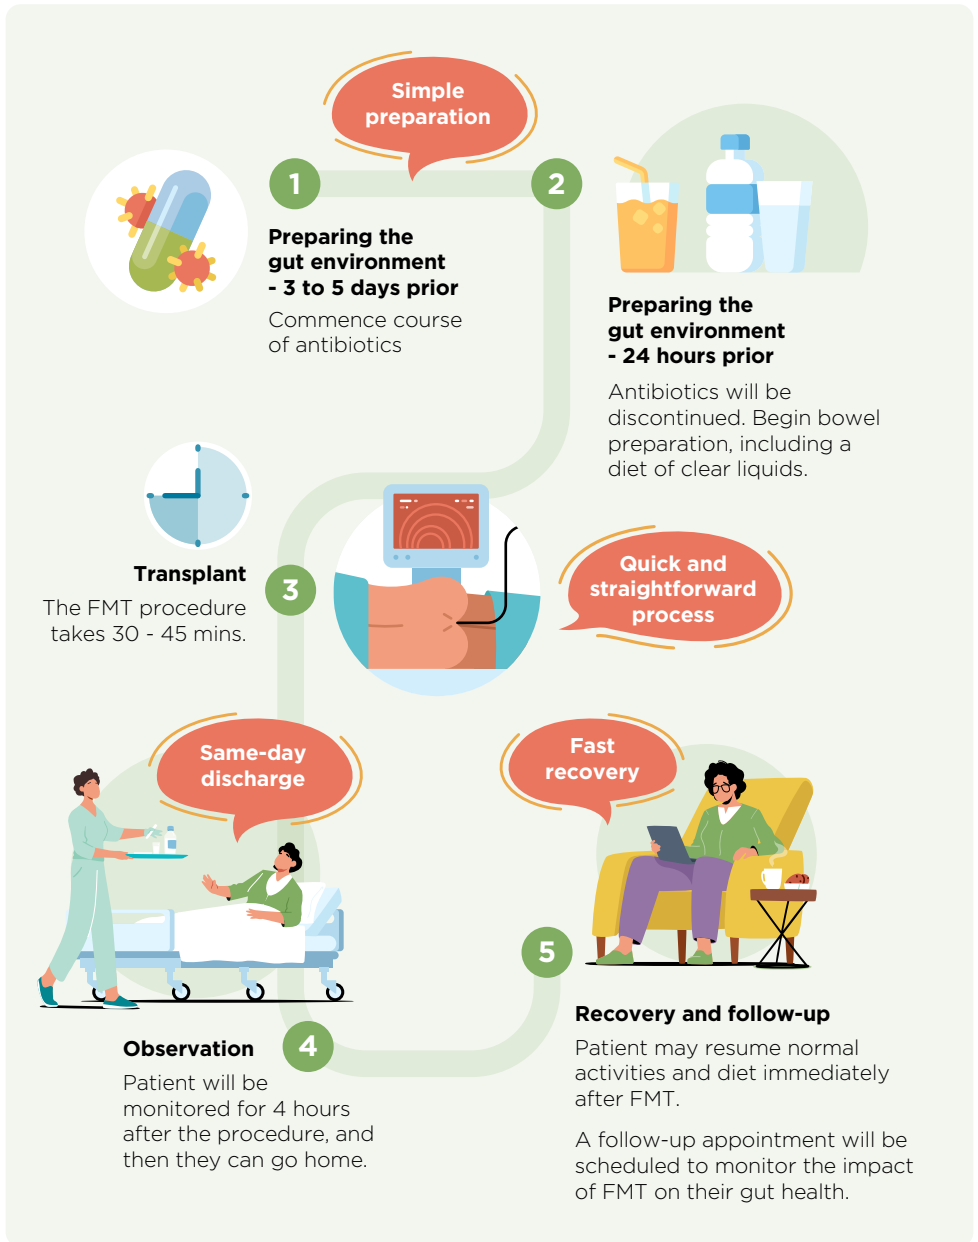 Simple
preparation
1
2
Preparing the
gut environment
- 3 to 5 days prior
Commence course
of antibiotics
Preparing the
gut environment
- 24 hours prior
Antibiotics will be
discontinued. Begin bowel
preparation, including a
diet of clear liquids.
Transplant
3
The FMT procedure
takes 30 - 45 mins.
Quick and
straightforward
process
Same-day
discharge
Fast
recovery
4
Observation
Patient will be
monitored for 4 hours
after the procedure, and
then they can go home.
5
Recovery and follow-up
Patient may resume normal
activities and diet immediately
after FMT.
A follow-up appointment will be
scheduled to monitor the impact
of FMT on their gut health.